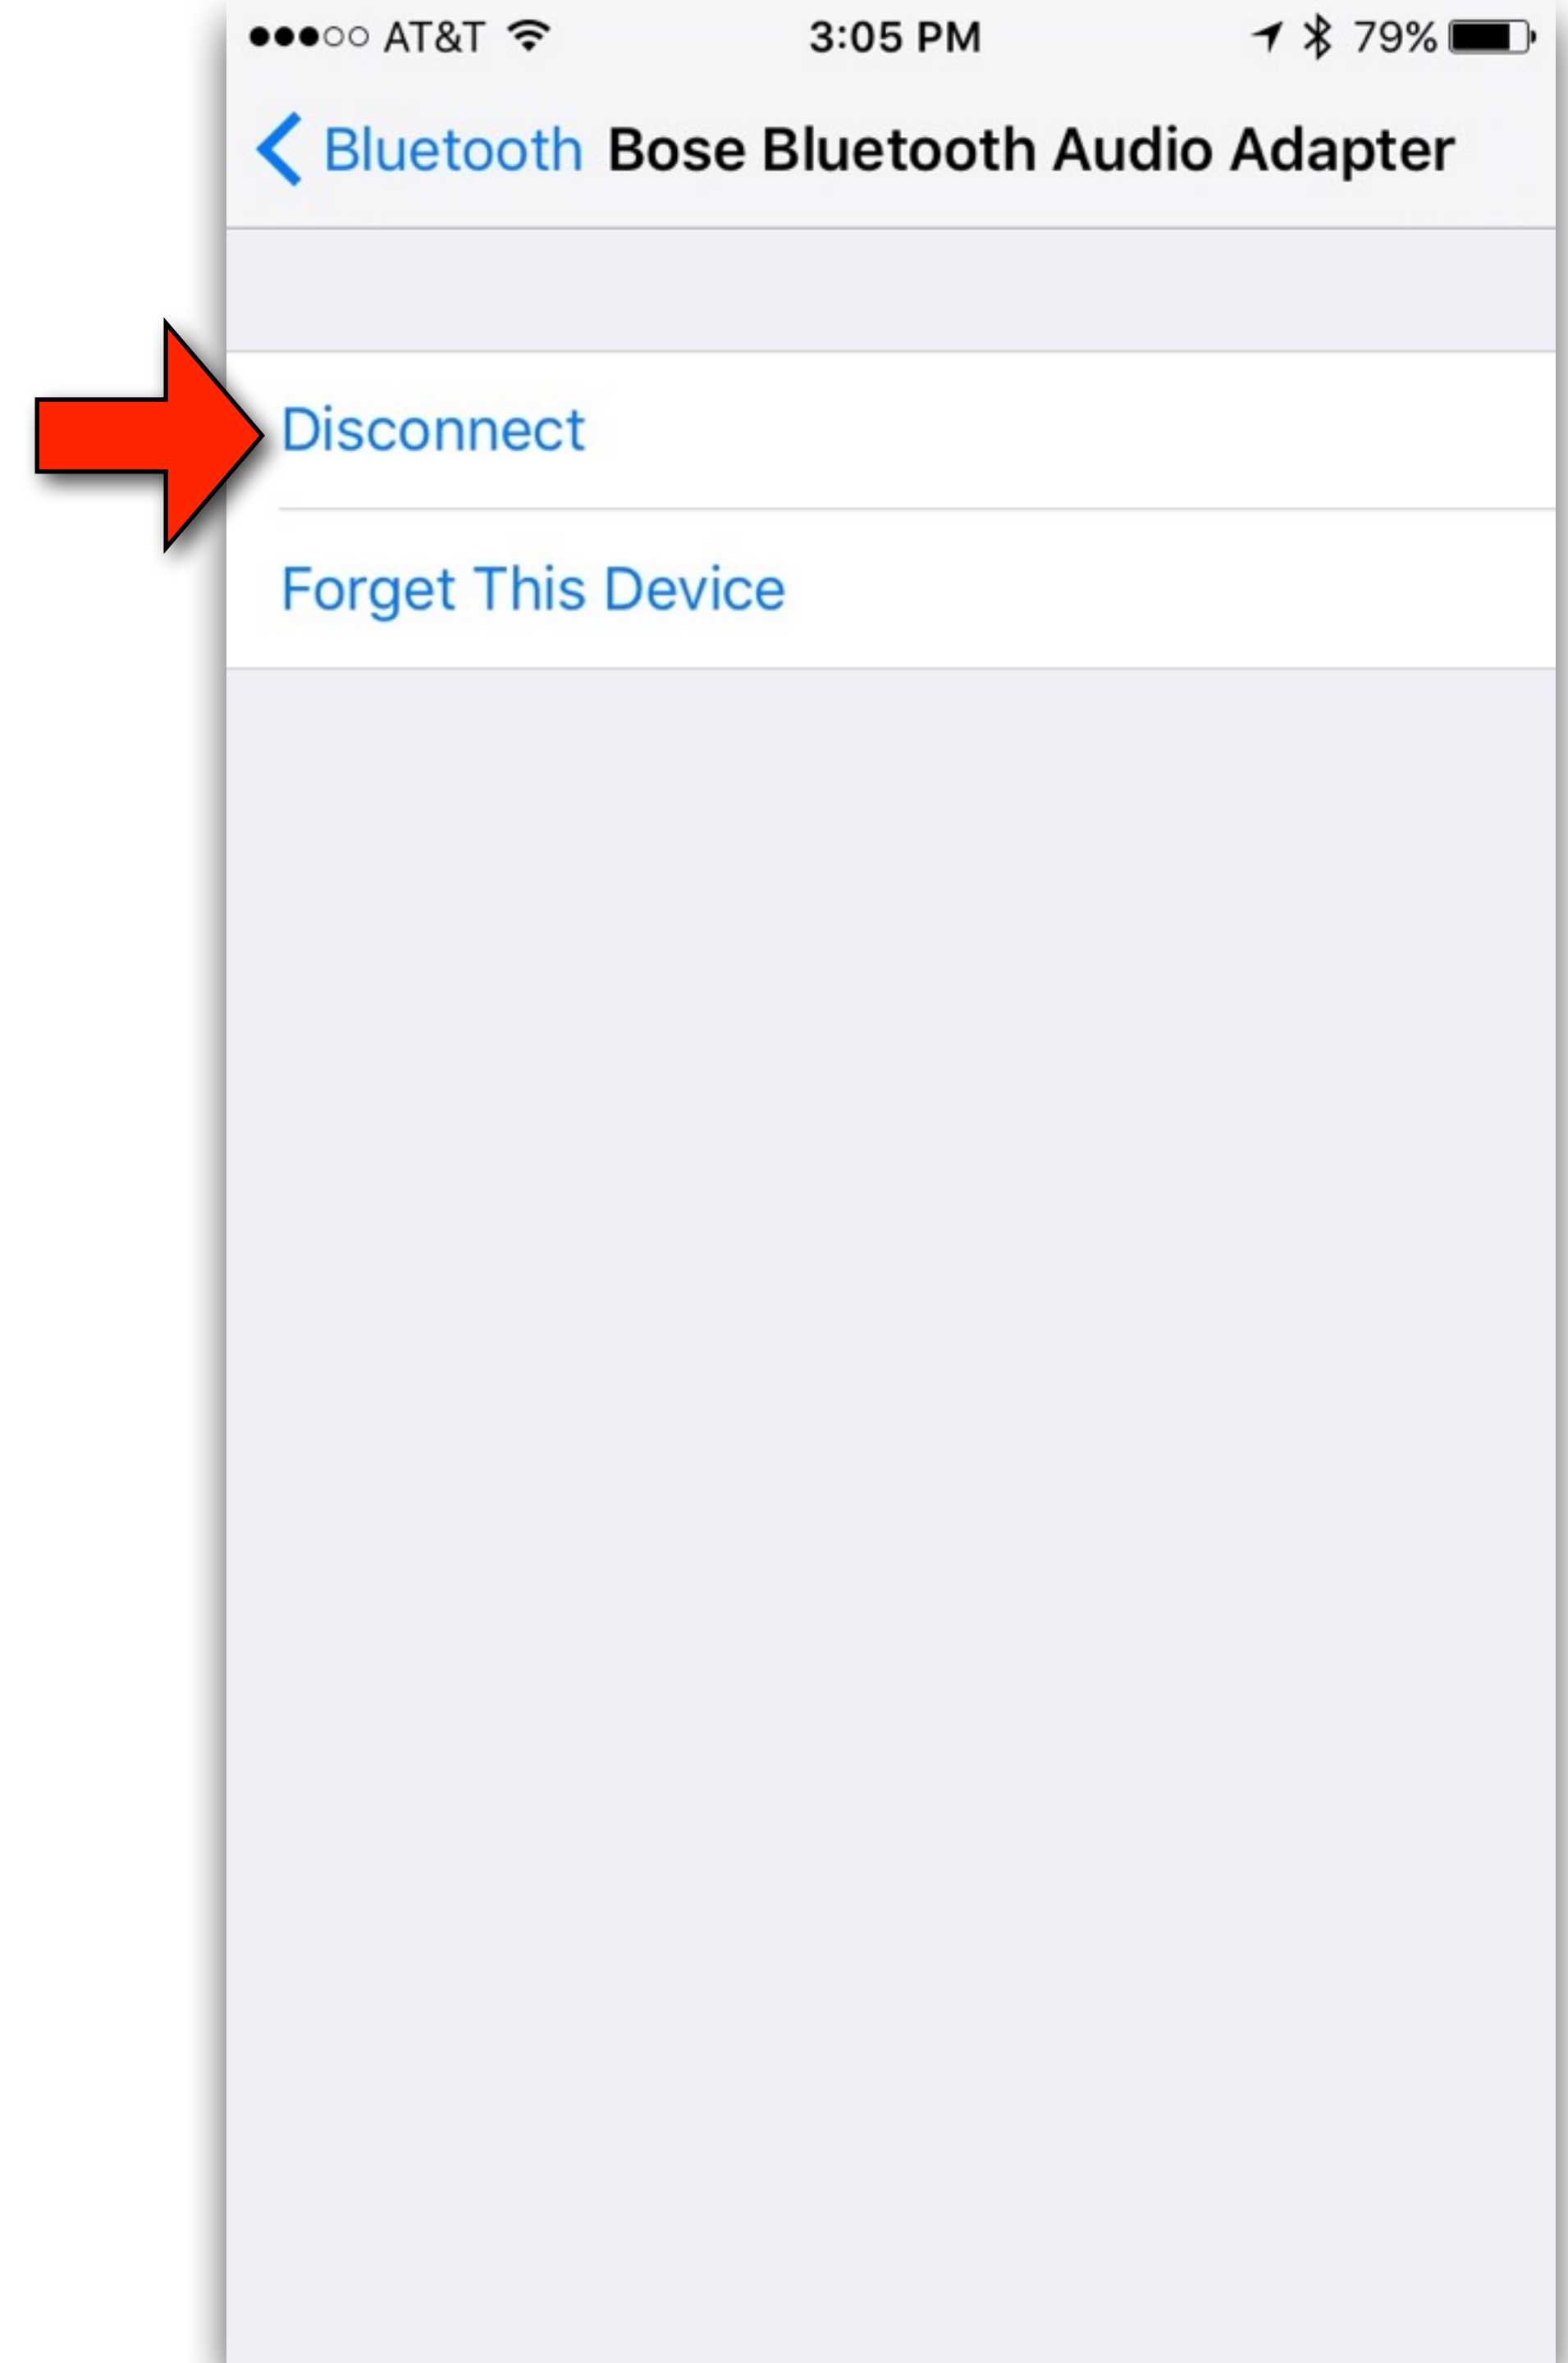 AT&T 3:05 PM 79%
Bluetooth Bose Bluetooth Audio Adapter
Disconnect
Forget This Device